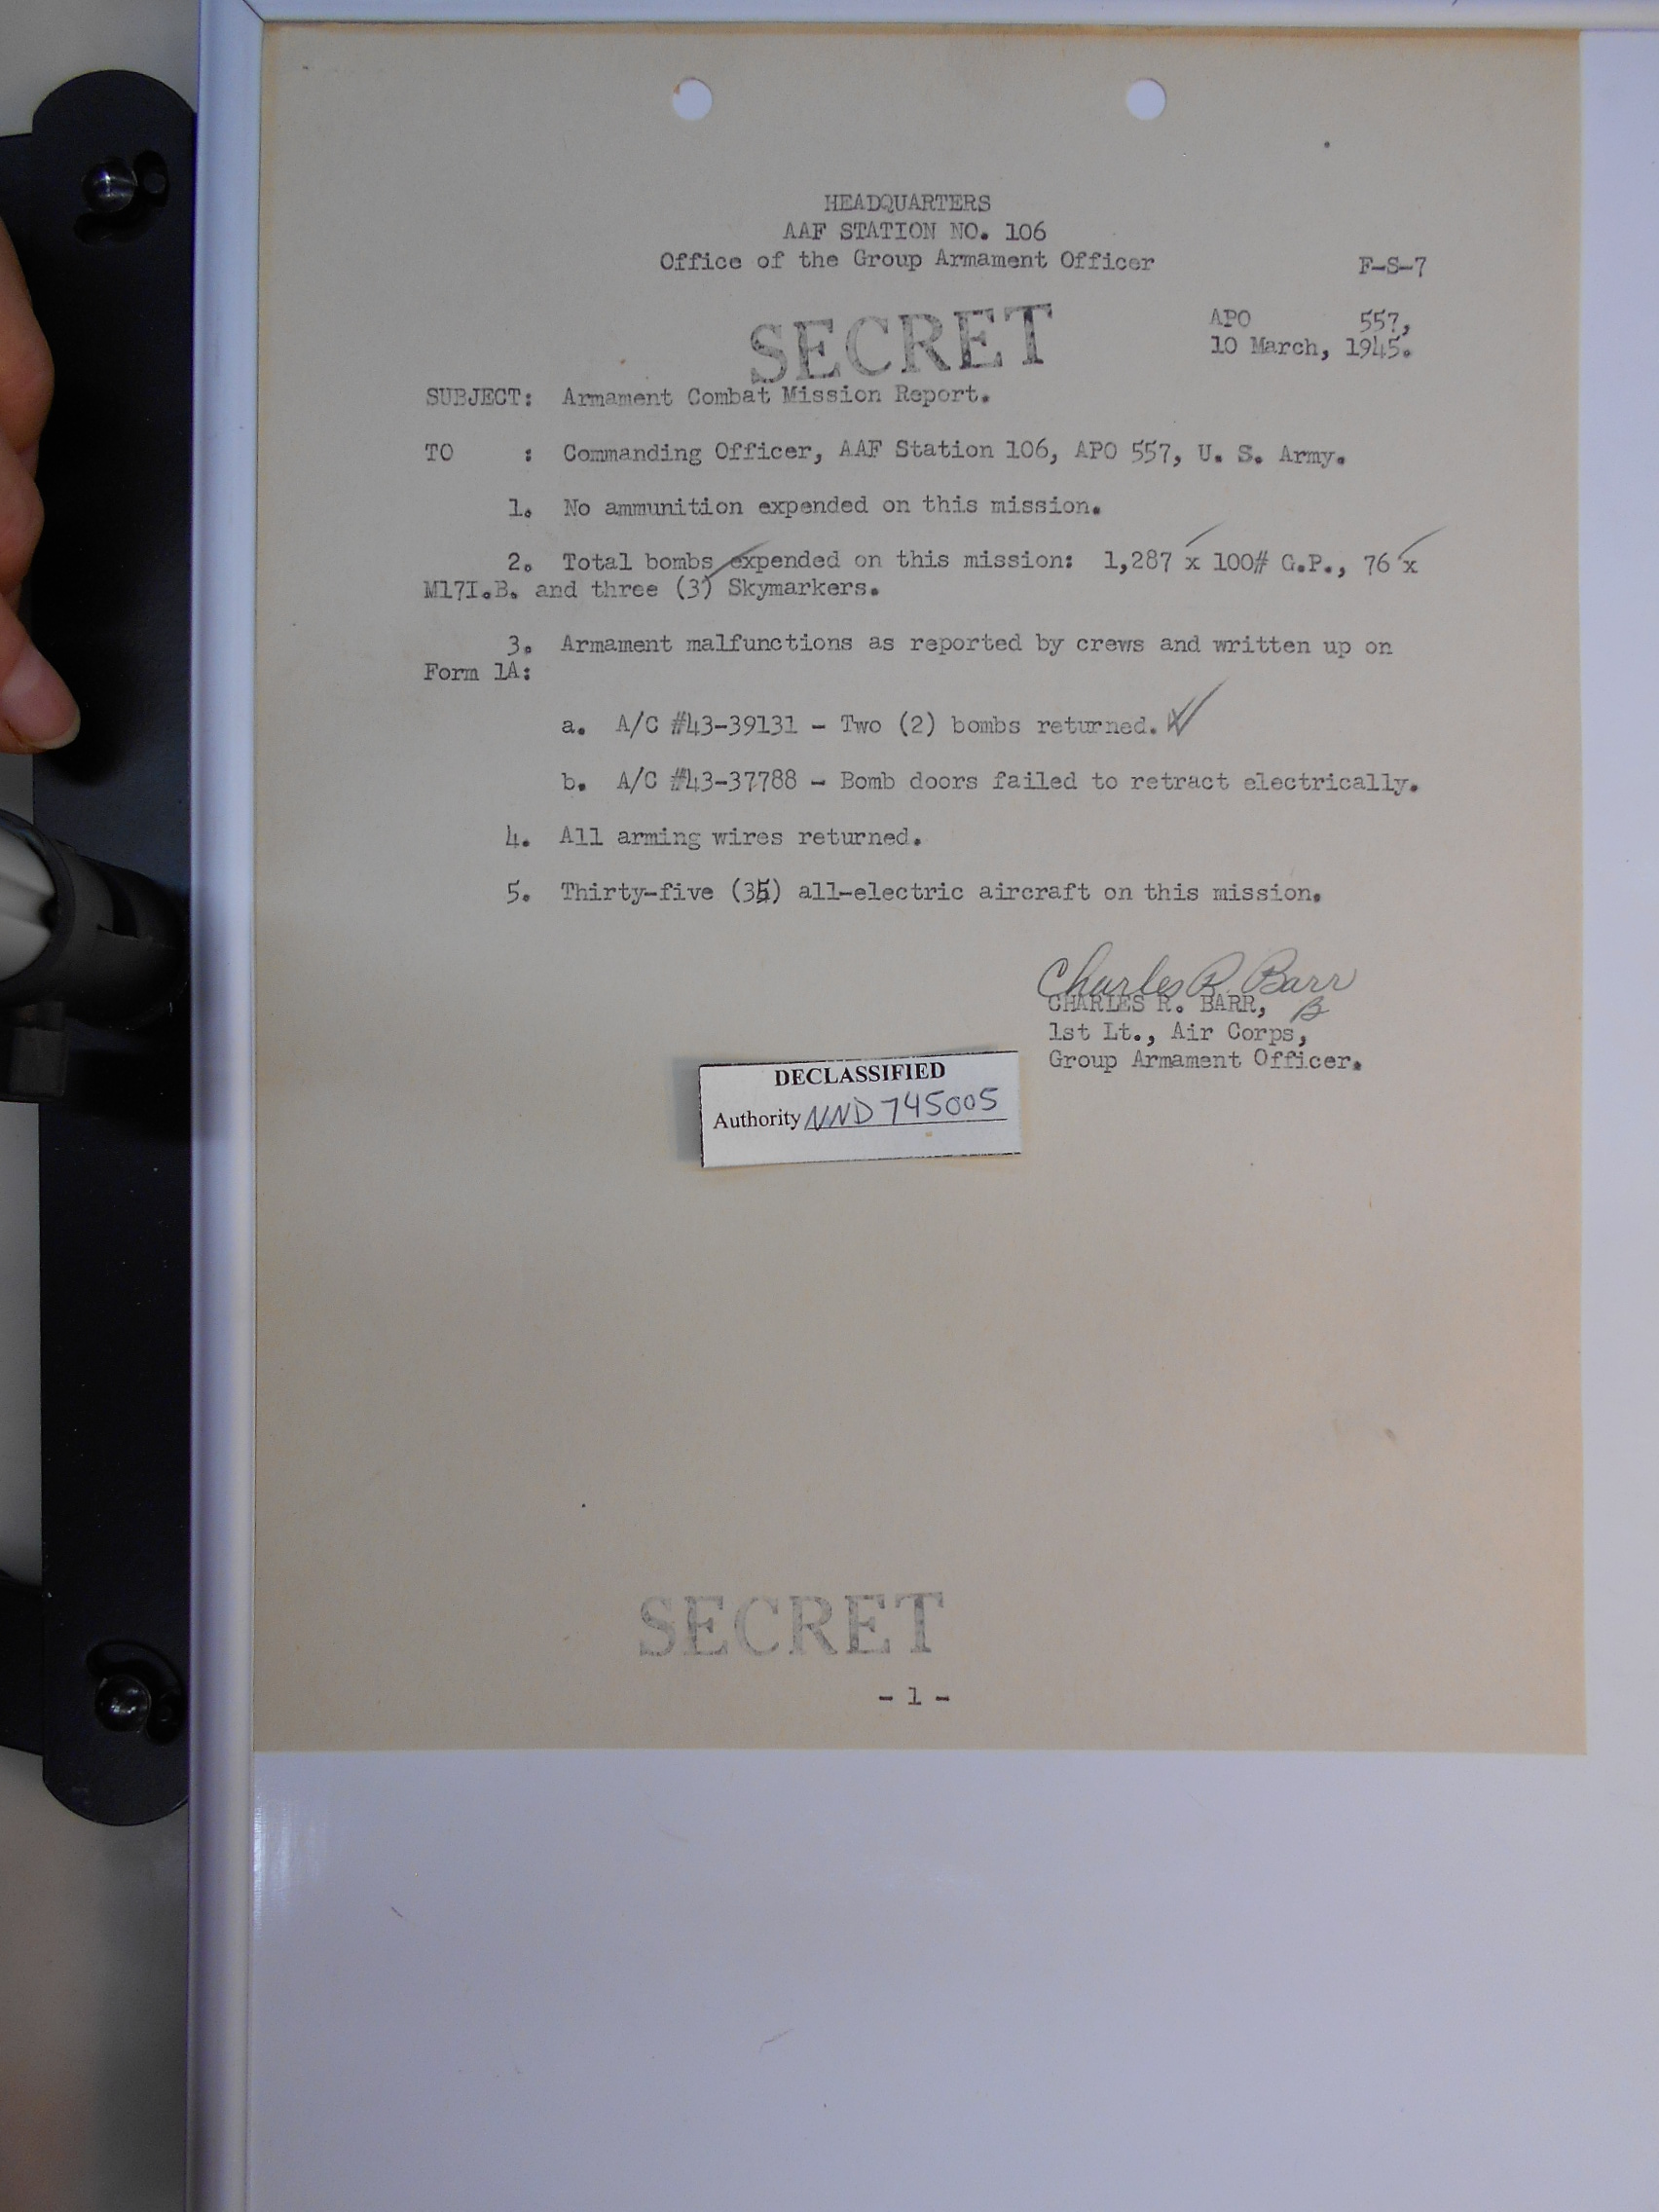 HEADQUARTERS
AAF STATION NO. 106
Office of the Group Armament Officer
F-S-7
SECRET
APO 557,
10 March, 1945.
SUBJECT: Armament Combat Mission Report.
TO : Commanding Officer, AAF Station 106, APO 557, U. S. Army.
1. No ammunition expended on this mission.
2. Total bombs expended on this mission: 1,287 x 100# G.P., 76 x
M17I.B. and three (3) Skymarkers.
3. Armament malfunctions as reported by crews and written up on
Form 1A:
a. A/C #43-39131 - Two (2) bombs returned.
b. A/C #43-37788 - Bomb doors failed to retract electrically.
4. All arming wires returned.
5. Thirty-five (35) all-electric aircraft on this mission.
Charles R. Barr
CHARLES R. BARR, B
1st Lt., Air Corps,
Group Armament Officer.
DECLASSIFIED
Authority NND 745005
SECRET
- 1 -